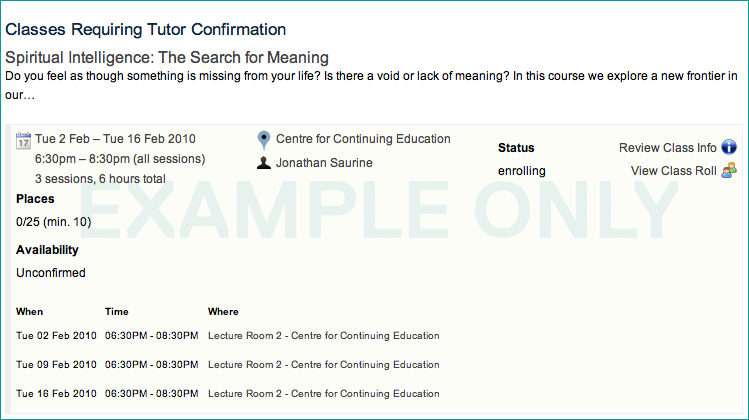 Classes Requiring Tutor Confirmation
Spiritual Intelligence: The Search for Meaning
Do you feel as though something is missing from your life? Is there a void or lack of meaning? In this course we explore a new frontier in
our…
17 Tue 2 Feb – Tue 16 Feb 2010
6:30pm – 8:30pm (all sessions)
3 sessions, 6 hours total
Centre for Continuing Education
Jonathan Saurine
Status
enrolling
Review Class Info i
View Class Roll
Places
0/25 (min. 10)
Availability
Unconfirmed
EXAMPLE ONLY
When Time Where
Tue 02 Feb 2010 06:30PM - 08:30PM Lecture Room 2 - Centre for Continuing Education
Tue 09 Feb 2010 06:30PM - 08:30PM Lecture Room 2 - Centre for Continuing Education
Tue 16 Feb 2010 06:30PM - 08:30PM Lecture Room 2 - Centre for Continuing Education